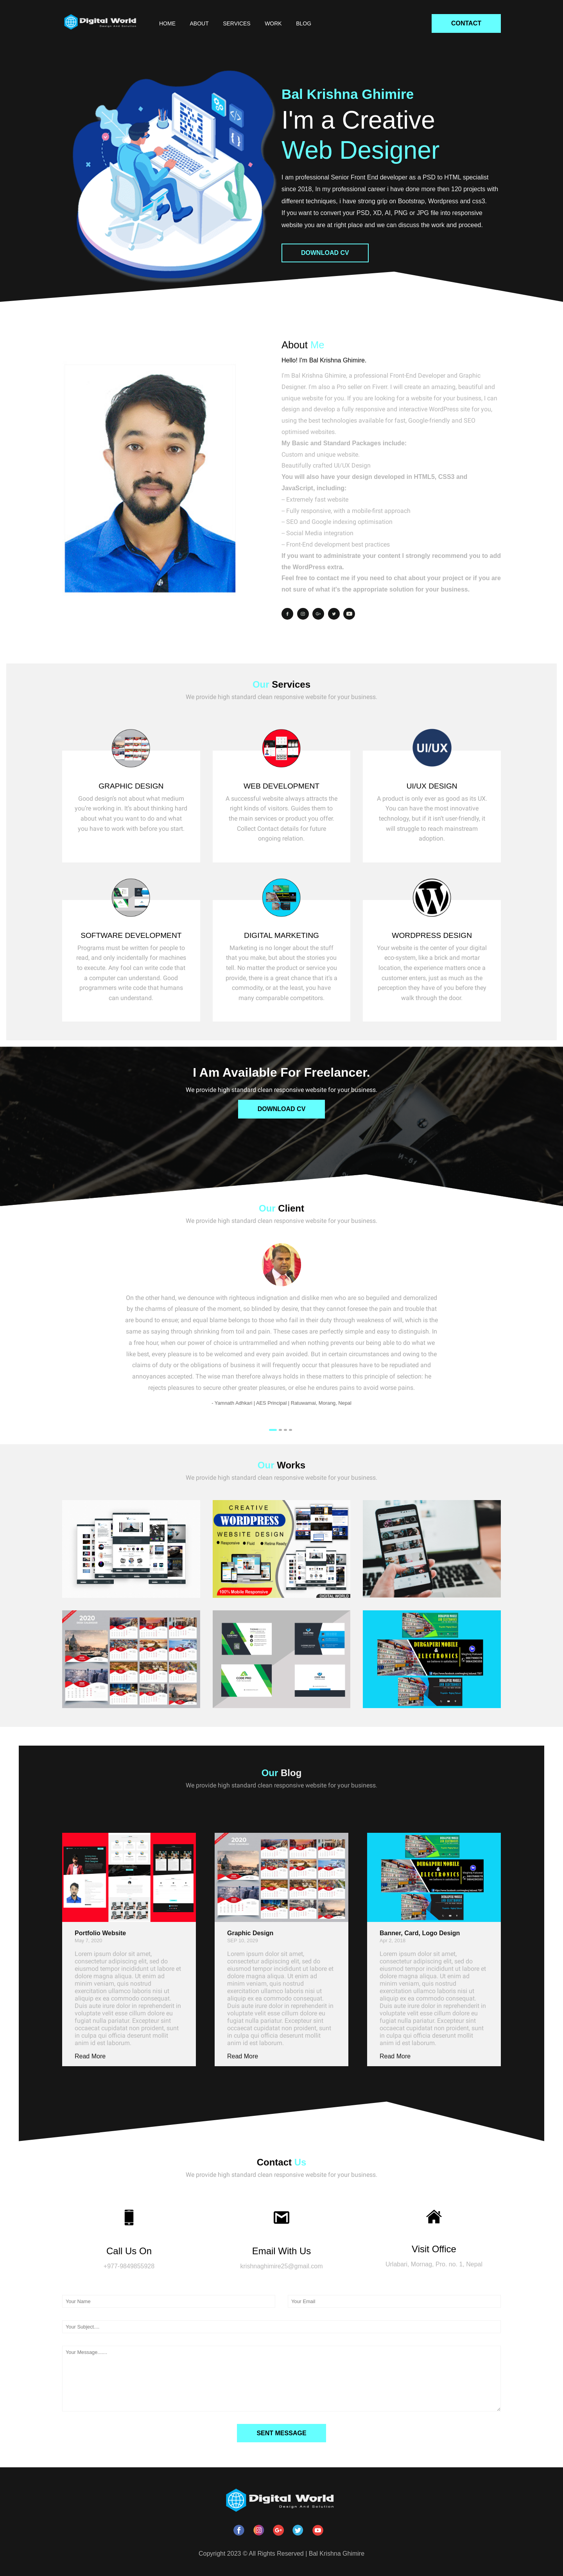 Digital World
Design And Solution
HOME
ABOUT
SERVICES
WORK
BLOG
CONTACT
Bal Krishna Ghimire
I'm a Creative
Web Designer
I am professional Senior Front End developer as a PSD to HTML specialist
since 2018, In my professional career i have done more then 120 projects with
different techniques, i have strong grip on Bootstrap, Wordpress and css3.
If you want to convert your PSD, XD, AI, PNG or JPG file into responsive
website you are at right place and we can discuss the work and proceed.
DOWNLOAD CV
About Me
Hello! I'm Bal Krishna Ghimire.
I'm Bal Krishna Ghimire, a professional Front-End Developer and Graphic
Designer. I'm also a Pro seller on Fiverr. I will create an amazing, beautiful and
unique website for you. If you are looking for a website for your business, I can
design and develop a fully responsive and interactive WordPress site for you,
using the best technologies available for fast, Google-friendly and SEO
optimised websites.
My Basic and Standard Packages include:
Custom and unique website.
Beautifully crafted UI/UX Design
You will also have your design developed in HTML5, CSS3 and
JavaScript, including:
– Extremely fast website
– Fully responsive, with a mobile-first approach
– SEO and Google indexing optimisation
– Social Media integration
– Front-End development best practices
If you want to administrate your content I strongly recommend you to add
the WordPress extra.
Feel free to contact me if you need to chat about your project or if you are
not sure of what it's the appropriate solution for your business.
Our Services
We provide high standard clean responsive website for your business.
GRAPHIC DESIGN
Good design's not about what medium
you're working in. It's about thinking hard
about what you want to do and what
you have to work with before you start.
WEB DEVELOPMENT
A successful website always attracts the
right kinds of visitors. Guides them to
the main services or product you offer.
Collect Contact details for future
ongoing relation.
UI/UX
UI/UX DESIGN
A product is only ever as good as its UX.
You can have the most innovative
technology, but if it isn't user-friendly, it
will struggle to reach mainstream
adoption.
SOFTWARE DEVELOPMENT
Programs must be written for people to
read, and only incidentally for machines
to execute. Any fool can write code that
a computer can understand. Good
programmers write code that humans
can understand.
DIGITAL MARKETING
Marketing is no longer about the stuff
that you make, but about the stories you
tell. No matter the product or service you
provide, there is a great chance that it's a
commodity, or at the least, you have
many comparable competitors.
WORDPRESS DESIGN
Your website is the center of your digital
eco-system, like a brick and mortar
location, the experience matters once a
customer enters, just as much as the
perception they have of you before they
walk through the door.
I Am Available For Freelancer.
We provide high standard clean responsive website for your business.
DOWNLOAD CV
Our Client
We provide high standard clean responsive website for your business.
On the other hand, we denounce with righteous indignation and dislike men who are so beguiled and demoralized
by the charms of pleasure of the moment, so blinded by desire, that they cannot foresee the pain and trouble that
are bound to ensue; and equal blame belongs to those who fail in their duty through weakness of will, which is the
same as saying through shrinking from toil and pain. These cases are perfectly simple and easy to distinguish. In
a free hour, when our power of choice is untrammelled and when nothing prevents our being able to do what we
like best, every pleasure is to be welcomed and every pain avoided. But in certain circumstances and owing to the
claims of duty or the obligations of business it will frequently occur that pleasures have to be repudiated and
annoyances accepted. The wise man therefore always holds in these matters to this principle of selection: he
rejects pleasures to secure other greater pleasures, or else he endures pains to avoid worse pains.
Our Works
We provide high standard clean responsive website for your business.
CREATIVE
WORDPRESS
WEBSITE DESIGN
Responsive
Fluid
Retina Ready
100% Mobile Responsive
DIGITAL WORLD
2020
DURGAPERI MOBILE
ELECTRONICS
Our Blog
We provide high standard clean responsive website for your business.
2020
DURGAPERI MOBILE
ELECTRONICS
Portfolio Website
May 7, 2020
Lorem ipsum dolor sit amet,
consectetur adipiscing elit, sed do
eiusmod tempor incididunt ut labore et
dolore magna aliqua. Ut enim ad
minim veniam, quis nostrud
exercitation ullamco laboris nisi ut
aliquip ex ea commodo consequat.
Duis aute irure dolor in reprehenderit in
voluptate velit esse cillum dolore eu
fugiat nulla pariatur. Excepteur sint
occaecat cupidatat non proident, sunt
in culpa qui officia deserunt mollit
anim id est laborum.
Read More
Graphic Design
SEP 10, 2020
Lorem ipsum dolor sit amet,
consectetur adipiscing elit, sed do
eiusmod tempor incididunt ut labore et
dolore magna aliqua. Ut enim ad
minim veniam, quis nostrud
exercitation ullamco laboris nisi ut
aliquip ex ea commodo consequat.
Duis aute irure dolor in reprehenderit in
voluptate velit esse cillum dolore eu
fugiat nulla pariatur. Excepteur sint
occaecat cupidatat non proident, sunt
in culpa qui officia deserunt mollit
anim id est laborum.
Read More
Banner, Card, Logo Design
Apr 2, 2018
Lorem ipsum dolor sit amet,
consectetur adipiscing elit, sed do
eiusmod tempor incididunt ut labore et
dolore magna aliqua. Ut enim ad
minim veniam, quis nostrud
exercitation ullamco laboris nisi ut
aliquip ex ea commodo consequat.
Duis aute irure dolor in reprehenderit in
voluptate velit esse cillum dolore eu
fugiat nulla pariatur. Excepteur sint
occaecat cupidatat non proident, sunt
in culpa qui officia deserunt mollit
anim id est laborum.
Read More
Contact Us
We provide high standard clean responsive website for your business.
Call Us On
+977-9849855928
Email With Us
krishnaghimire25@gmail.com
Visit Office
Urlabari, Mornag, Pro. no. 1, Nepal
Your Name
Your Email
Your Subject....
Your Message.......
SENT MESSAGE
Digital World
Design And Solution
Copyright 2023 © All Rights Reserved | Bal Krishna Ghimire